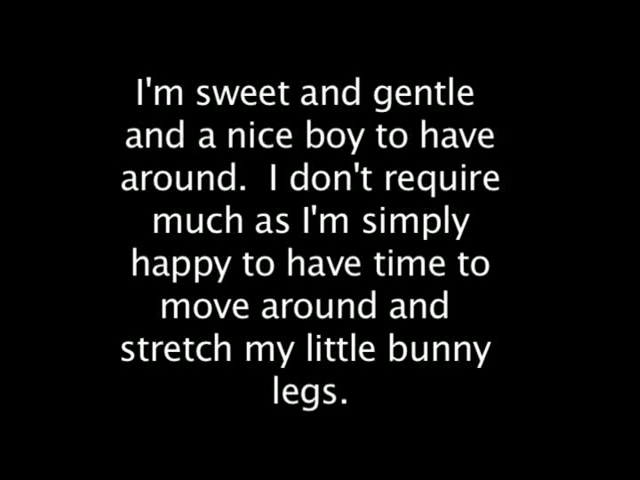 I'm sweet and gentle
and a nice boy to have
around.  I don't require
much as I'm simply
happy to have time to
move around and
stretch my little bunny
legs.